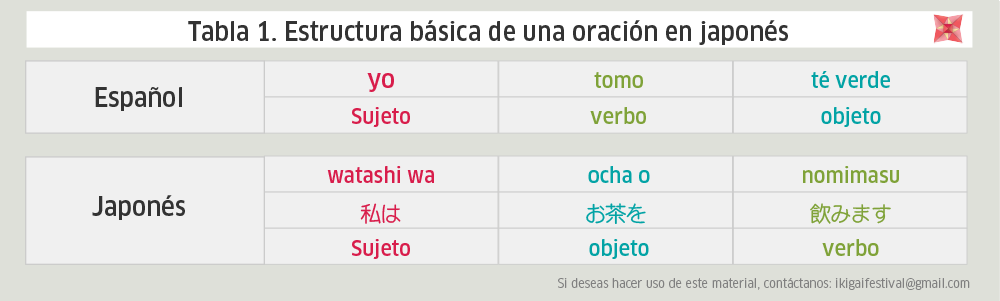 Tabla 1. Estructura básica de una oración en japonés
Español
yo tomo té verde
Sujeto verbo objeto
Japonés
watashi wa ocha o nomimasu
私は お茶を 飲みます
Sujeto objeto verbo
Si deseas hacer uso de este material, contáctanos: ikigaifestival@gmail.com